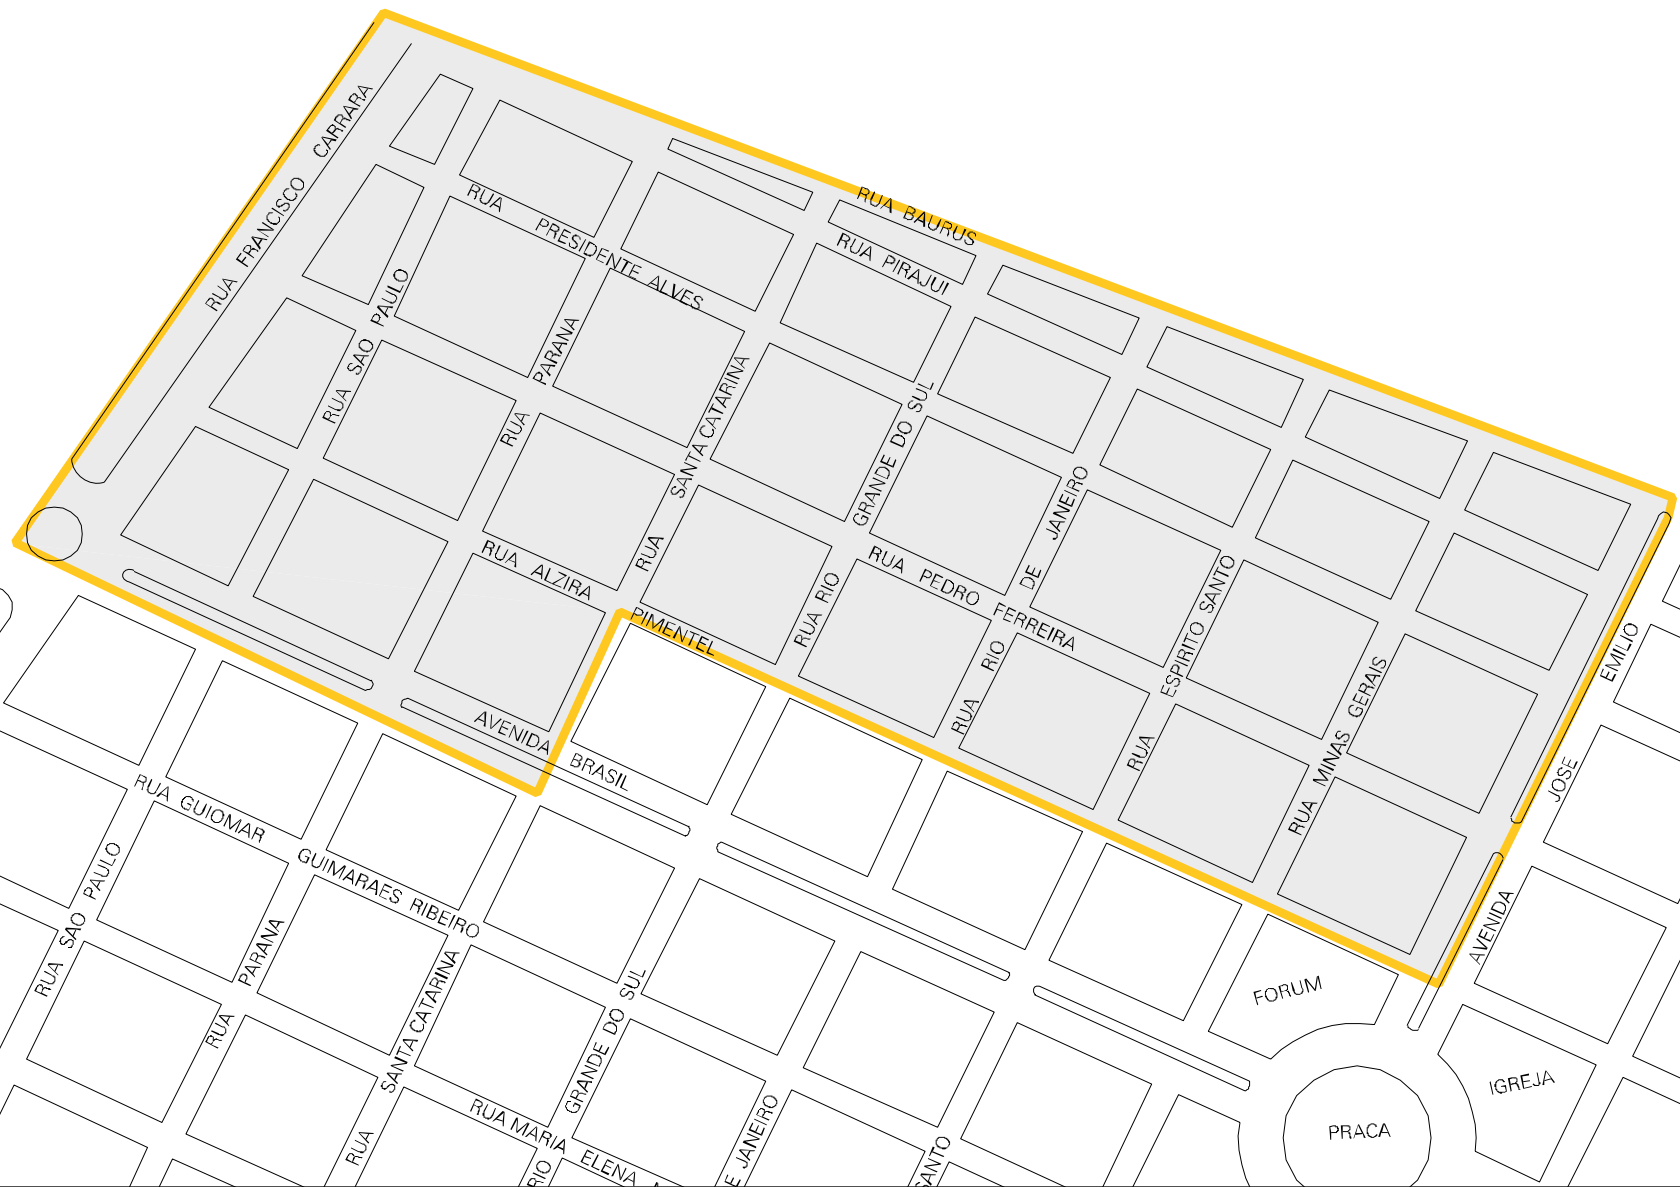 RUA FRANCISCO CARRARA
RUA PRESIDENTE ALVES
RUA BAURUS
RUA PIRAJUI
RUA SAO PAULO
RUA PARANA
RUA SANTA CATARINA
RUA RIO GRANDE DO SUL
RUA RIO DE JANEIRO
RUA ESPIRITO SANTO
RUA MINAS GERAIS
RUA ALZIRA PIMENTEL
RUA PEDRO FERREIRA
AVENIDA JOSE EMILIO
AVENIDA BRASIL
RUA GUIOMAR GUIMARAES RIBEIRO
RUA SAO PAULO
RUA PARANA
RUA SANTA CATARINA
RIO GRANDE DO SUL
E JANEIRO
SANTO
RUA MARIA ELENA
FORUM
IGREJA
PRACA